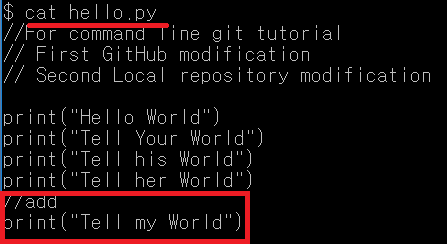 $ cat hello.py
//For command line git tutorial
// First GitHub modification
// Second Local repository modification
print("Hello World")
print("Tell Your World")
print("Tell his World")
print("Tell her World")
//add
print("Tell my World")